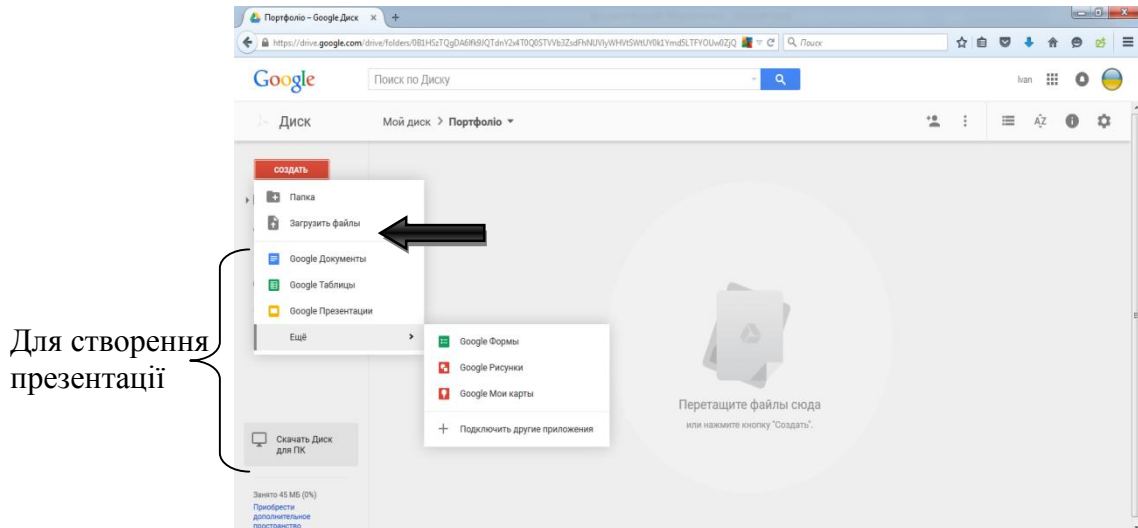 Портфоліо – Google Диск
Поиск
Google
Поиск по Диску
Ivan
Диск
Мой диск > Портфоліо
СОЗДАТЬ
Папка
Загрузить файлы
Google Документы
Google Таблицы
Google Презентации
Ещё
Google Формы
Google Рисунки
Google Мои карты
Подключить другие приложения
Для створення
презентації
Перетащите файлы сюда
или нажмите кнопку "Создать".
Скачать Диск
для ПК
Занято 45 МБ (0%)
Приобрести
дополнительное
пространство